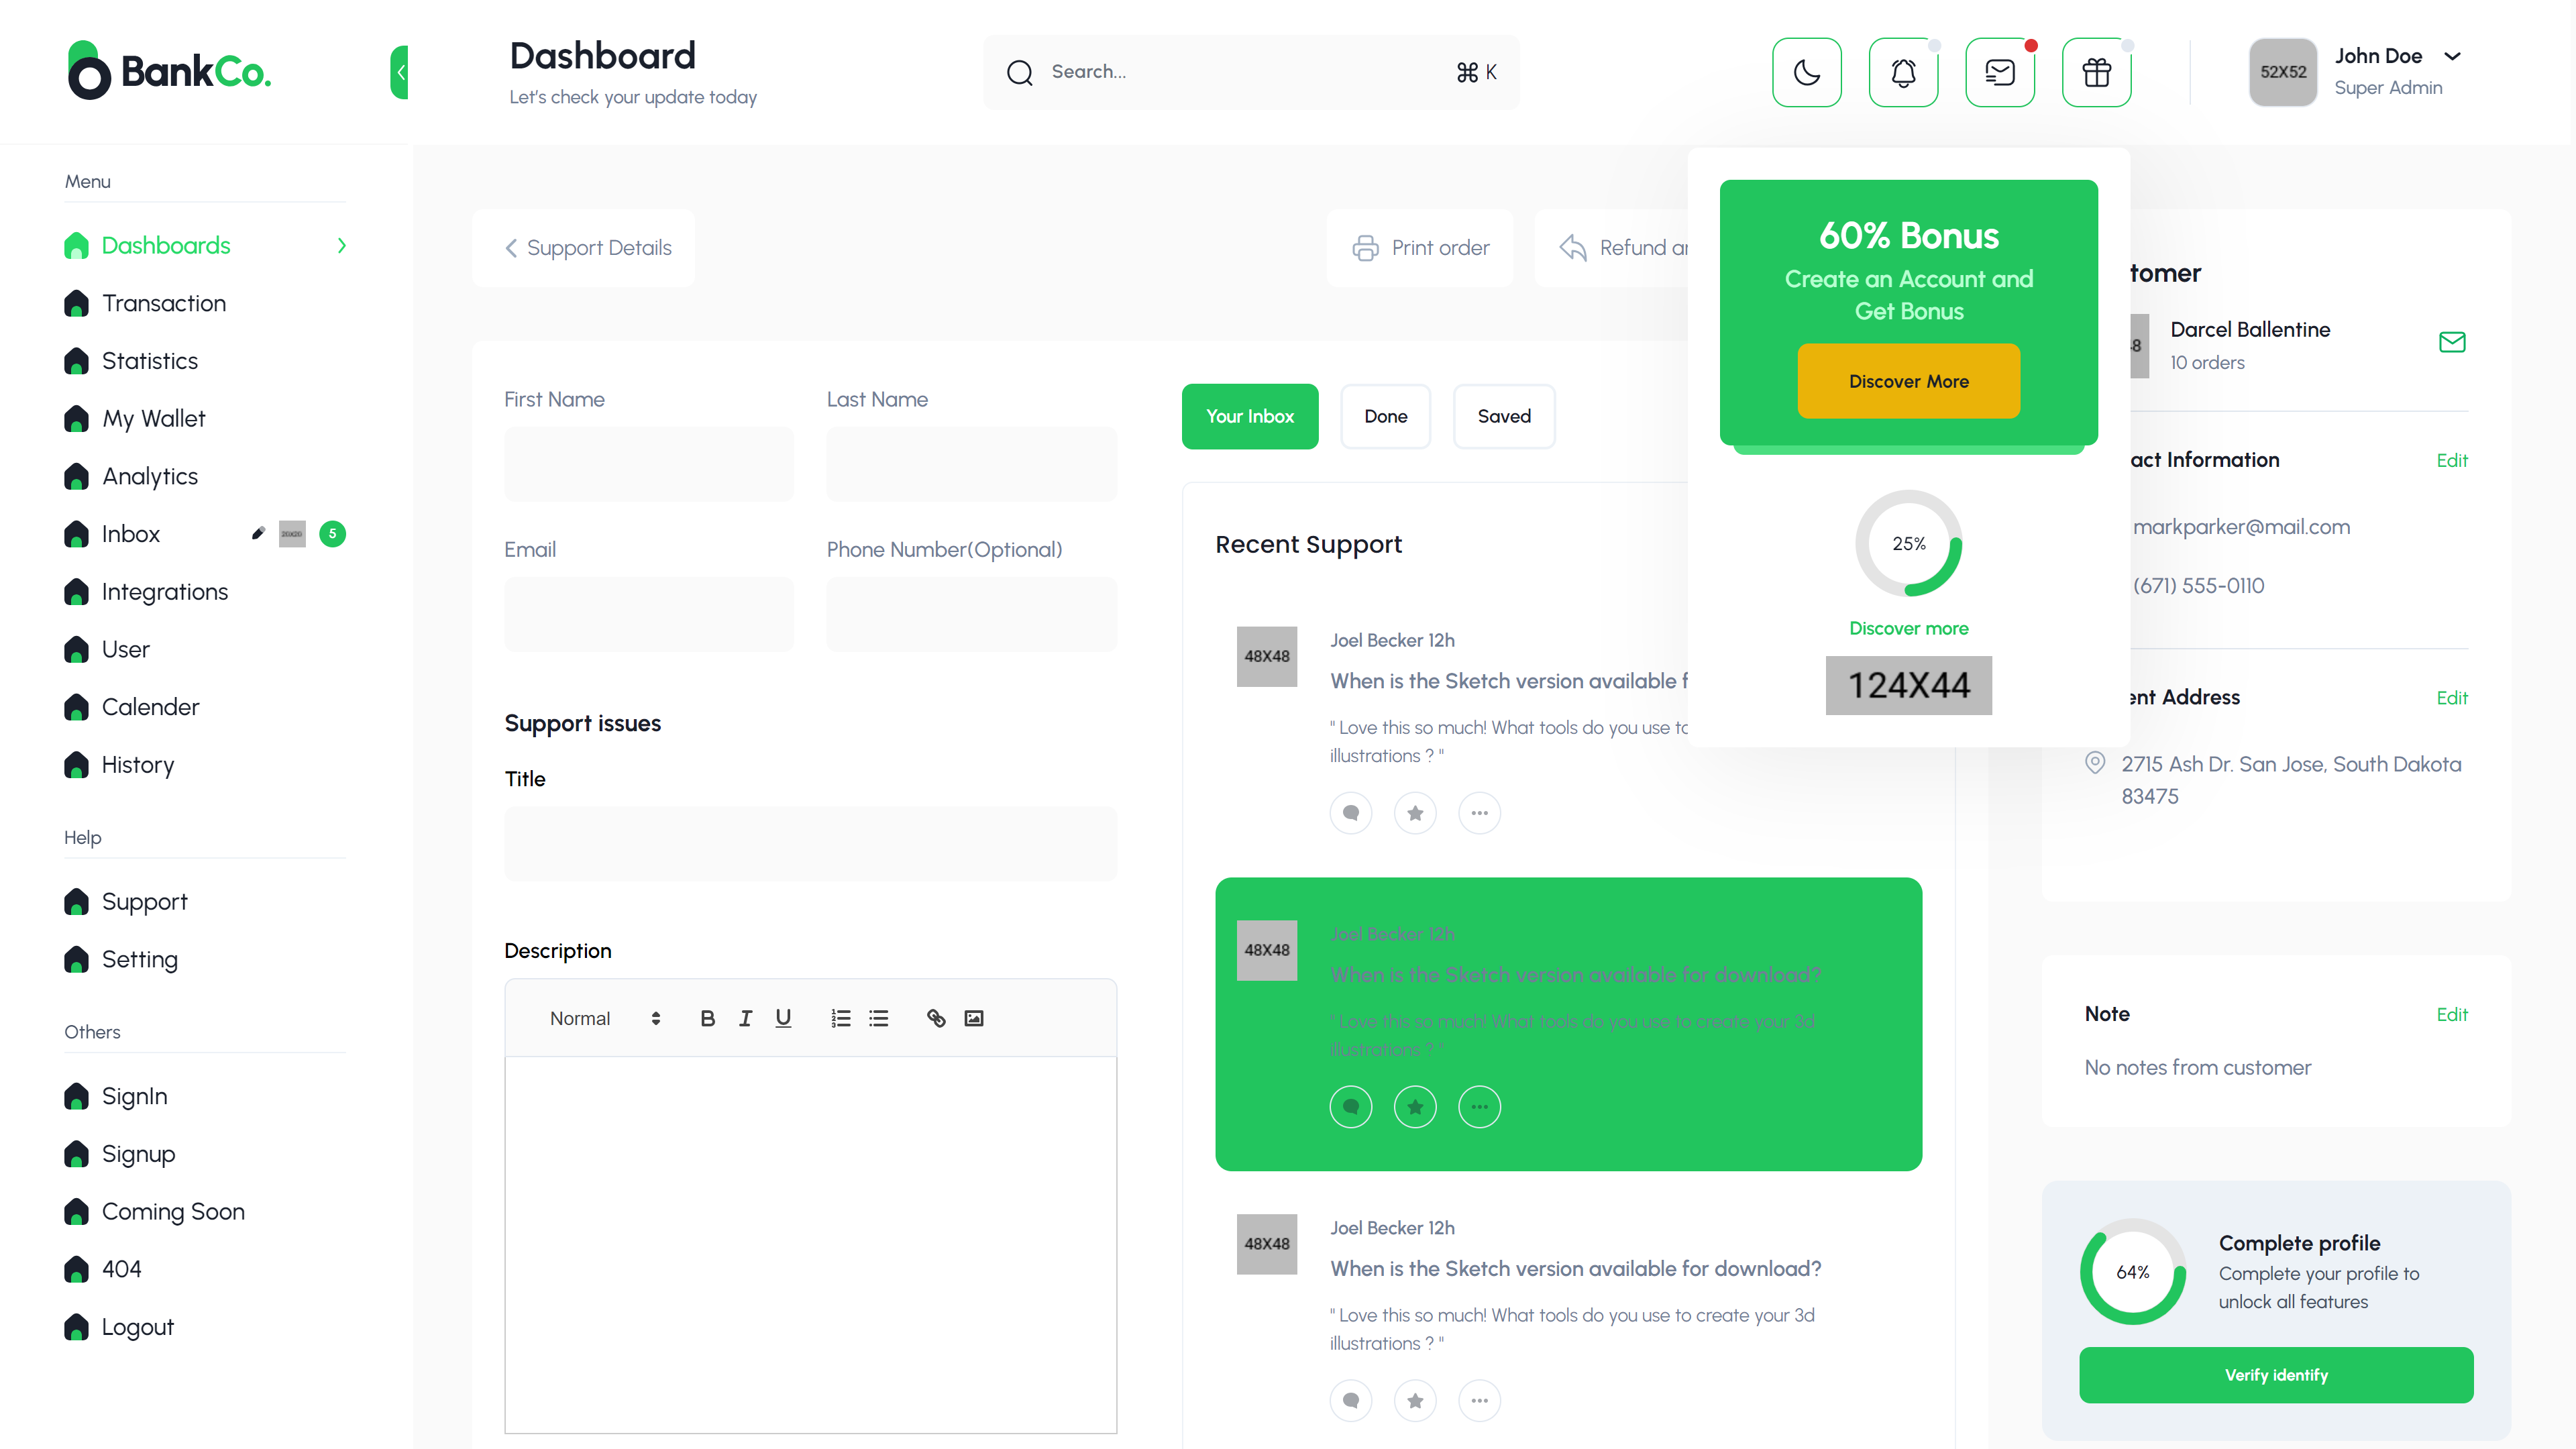 BankCo.
Dashboard
Let's check your update today
Search...
⌘ K
52X52
John Doe
Super Admin
Menu
Dashboards
Transaction
Statistics
My Wallet
Analytics
Inbox
20X20
5
Integrations
User
Calender
History
Help
Support
Setting
Others
SignIn
Signup
Coming Soon
404
Logout
Support Details
Print order
Refund ar
First Name
Last Name
Email
Phone Number(Optional)
Support issues
Title
Description
Normal
Your Inbox
Done
Saved
Recent Support
48X48
Joel Becker 12h
When is the Sketch version available f
" Love this so much! What tools do you use to
illustrations ? "
48X48
Joel Becker 12h
When is the Sketch version available for download?
" Love this so much! What tools do you use to create your 3d
illustrations ? "
48X48
Joel Becker 12h
When is the Sketch version available for download?
" Love this so much! What tools do you use to create your 3d
illustrations ? "
60% Bonus
Create an Account and
Get Bonus
Discover More
25%
Discover more
124X44
tomer
8
Darcel Ballentine
10 orders
act Information
Edit
markparker@mail.com
(671) 555-0110
ent Address
Edit
2715 Ash Dr. San Jose, South Dakota
83475
Note
Edit
No notes from customer
64%
Complete profile
Complete your profile to
unlock all features
Verify identify